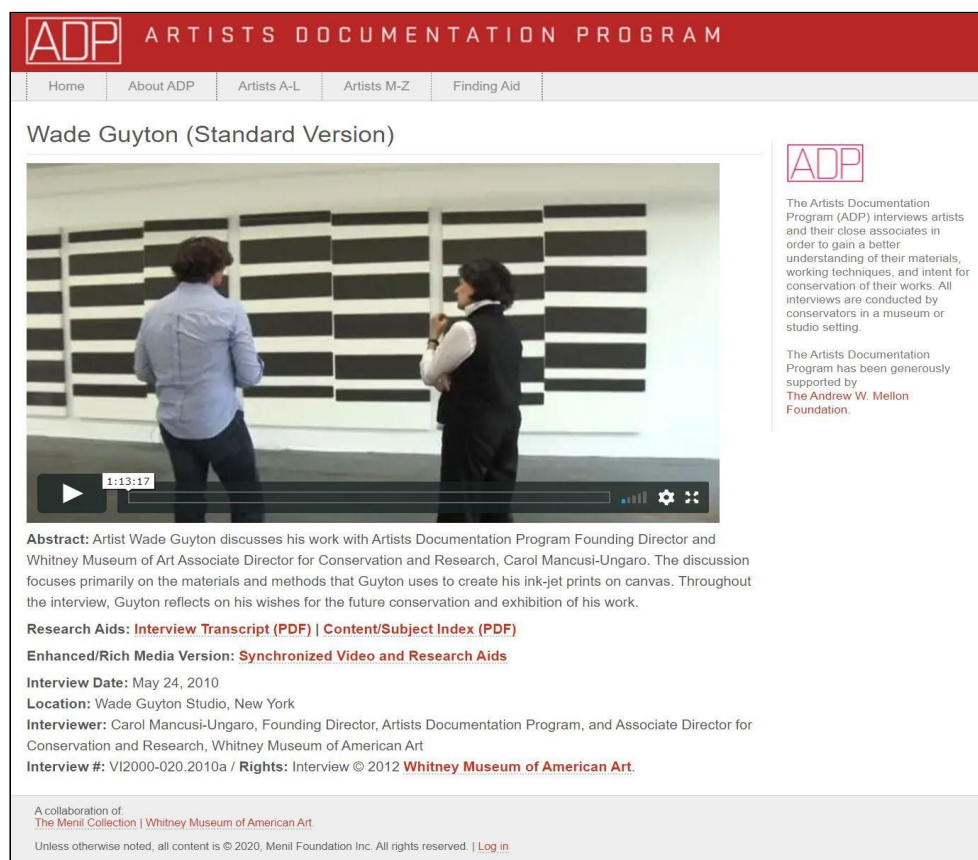 ADP ARTISTS DOCUMENTATION PROGRAM
Home About ADP Artists A-L Artists M-Z Finding Aid
Wade Guyton (Standard Version)
1:13:17
Abstract: Artist Wade Guyton discusses his work with Artists Documentation Program Founding Director and
Whitney Museum of Art Associate Director for Conservation and Research, Carol Mancusi-Ungaro. The discussion
focuses primarily on the materials and methods that Guyton uses to create his ink-jet prints on canvas. Throughout
the interview, Guyton reflects on his wishes for the future conservation and exhibition of his work.
Research Aids: Interview Transcript (PDF) | Content/Subject Index (PDF)
Enhanced/Rich Media Version: Synchronized Video and Research Aids
Interview Date: May 24, 2010
Location: Wade Guyton Studio, New York
Interviewer: Carol Mancusi-Ungaro, Founding Director, Artists Documentation Program, and Associate Director for
Conservation and Research, Whitney Museum of American Art
Interview #: VI2000-020.2010a / Rights: Interview © 2012 Whitney Museum of American Art.
ADP
The Artists Documentation
Program (ADP) interviews artists
and their close associates in
order to gain a better
understanding of their materials,
working techniques, and intent for
conservation of their works. All
interviews are conducted by
conservators in a museum or
studio setting.
The Artists Documentation
Program has been generously
supported by
The Andrew W. Mellon
Foundation.
A collaboration of:
The Menil Collection | Whitney Museum of American Art.
Unless otherwise noted, all content is © 2020, Menil Foundation Inc. All rights reserved. | Log in